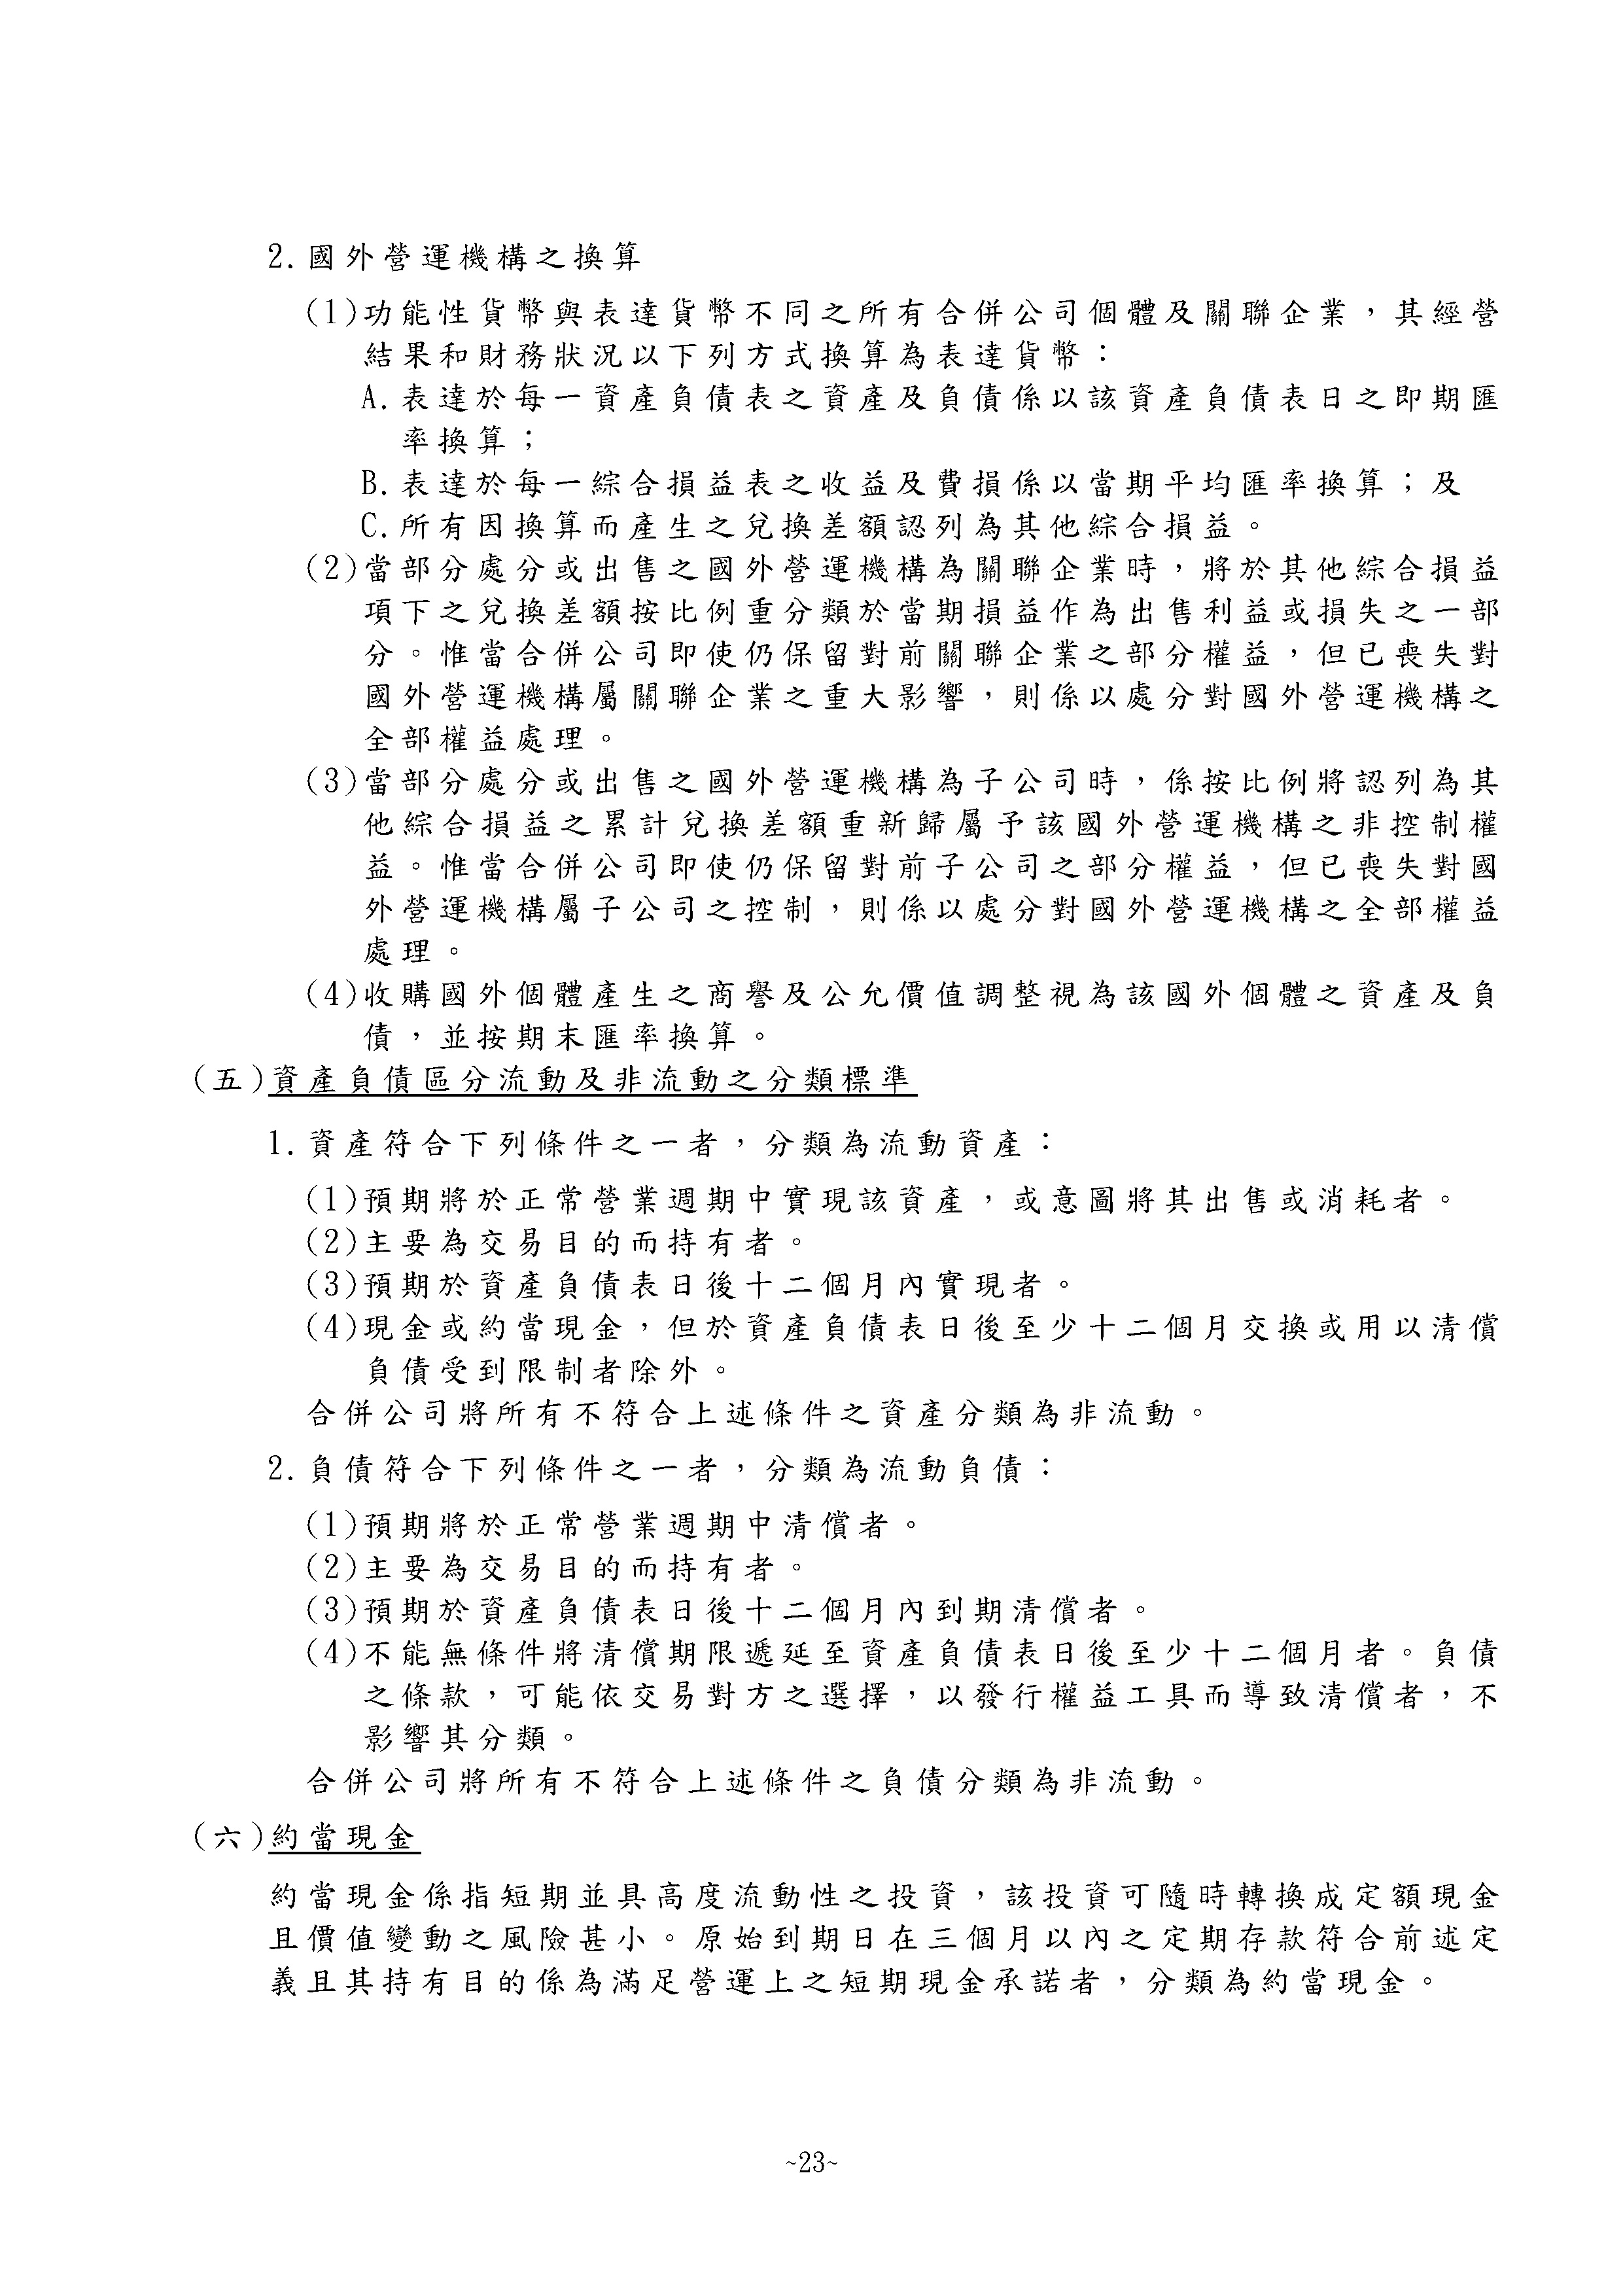 2.國外營運機構之換算
(1)功能性貨幣與表達貨幣不同之所有合併公司個體及關聯企業，其經營
結果和財務狀況以下列方式換算為表達貨幣：
A.表達於每一資產負債表之資產及負債係以該資產負債表日之即期匯
率換算；
B.表達於每一綜合損益表之收益及費損係以當期平均匯率換算；及
C.所有因換算而產生之兌換差額認列為其他綜合損益。
(2)當部分處分或出售之國外營運機構為關聯企業時，將於其他綜合損益
項下之兌換差額按比例重分類於當期損益作為出售利益或損失之一部
分。惟當合併公司即使仍保留對前關聯企業之部分權益，但已喪失對
國外營運機構屬關聯企業之重大影響，則係以處分對國外營運機構之
全部權益處理。
(3)當部分處分或出售之國外營運機構為子公司時，係按比例將認列為其
他綜合損益之累計兌換差額重新歸屬予該國外營運機構之非控制權
益。惟當合併公司即使仍保留對前子公司之部分權益，但已喪失對國
外營運機構屬子公司之控制，則係以處分對國外營運機構之全部權益
處理。
(4)收購國外個體產生之商譽及公允價值調整視為該國外個體之資產及負
債，並按期末匯率換算。
(五)資產負債區分流動及非流動之分類標準
1.資產符合下列條件之一者，分類為流動資產：
(1)預期將於正常營業週期中實現該資產，或意圖將其出售或消耗者。
(2)主要為交易目的而持有者。
(3)預期於資產負債表日後十二個月內實現者。
(4)現金或約當現金，但於資產負債表日後至少十二個月交換或用以清償
負債受到限制者除外。
合併公司將所有不符合上述條件之資產分類為非流動。
2.負債符合下列條件之一者，分類為流動負債：
(1)預期將於正常營業週期中清償者。
(2)主要為交易目的而持有者。
(3)預期於資產負債表日後十二個月內到期清償者。
(4)不能無條件將清償期限遞延至資產負債表日後至少十二個月者。負債
之條款，可能依交易對方之選擇，以發行權益工具而導致清償者，不
影響其分類。
合併公司將所有不符合上述條件之負債分類為非流動。
(六)約當現金
約當現金係指短期並具高度流動性之投資，該投資可隨時轉換成定額現金
且價值變動之風險甚小。原始到期日在三個月以內之定期存款符合前述定
義且其持有目的係為滿足營運上之短期現金承諾者，分類為約當現金。
~23~